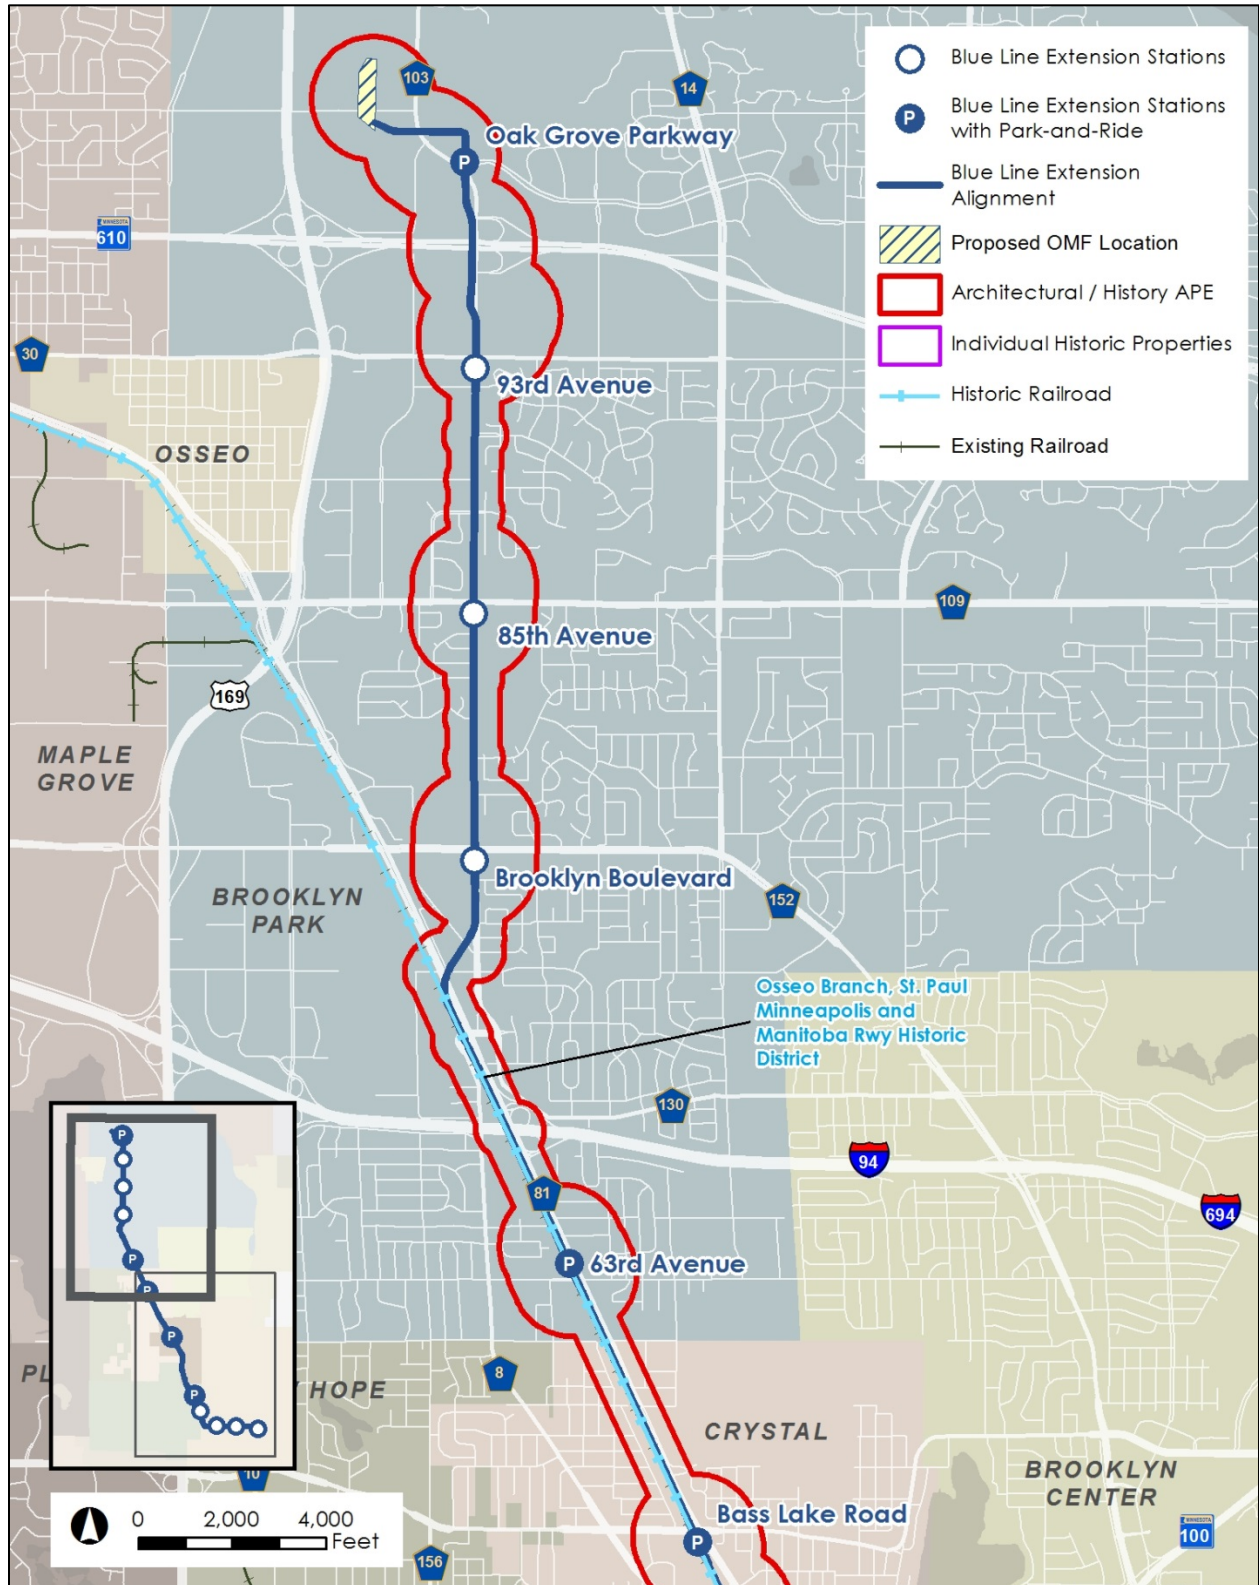 Blue Line Extension Stations
Blue Line Extension Stations
with Park-and-Ride
Blue Line Extension
Alignment
Proposed OMF Location
Architectural / History APE
Individual Historic Properties
Historic Railroad
Existing Railroad
P
103
14
Oak Grove Parkway
P
MINNESOTA
610
30
93rd Avenue
OSSEO
109
85th Avenue
169
MAPLE
GROVE
Brooklyn Boulevard
BROOKLYN
PARK
152
Osseo Branch, St. Paul
Minneapolis and
Manitoba Rwy Historic
District
130
94
81
694
P
63rd Avenue
P
P
P
P
P
8
PL
HOPE
CRYSTAL
BROOKLYN
CENTER
10
Bass Lake Road
P
0 2,000 4,000
Feet
MINNESOTA
100
156